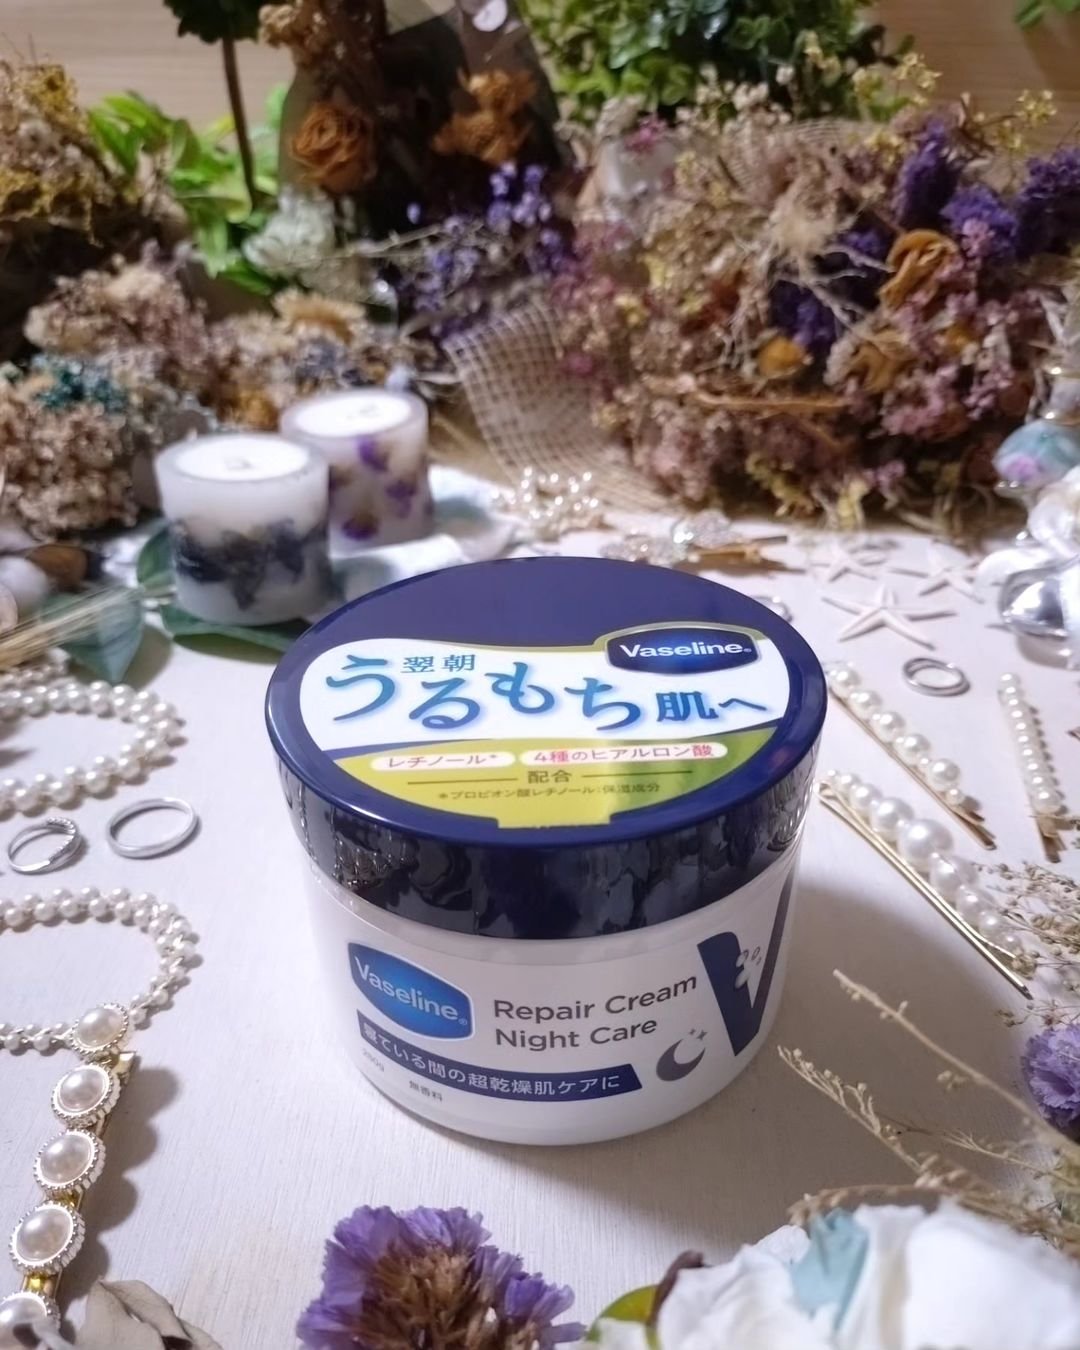 Vaseline®
翌朝
うるもち肌へ
レチノール* 4種のヒアルロン酸
配合
*プロピオン酸レチノール:保湿成分
Vaseline®
Repair Cream
Night Care
寝ている間の超乾燥肌ケアに
250g
無香料